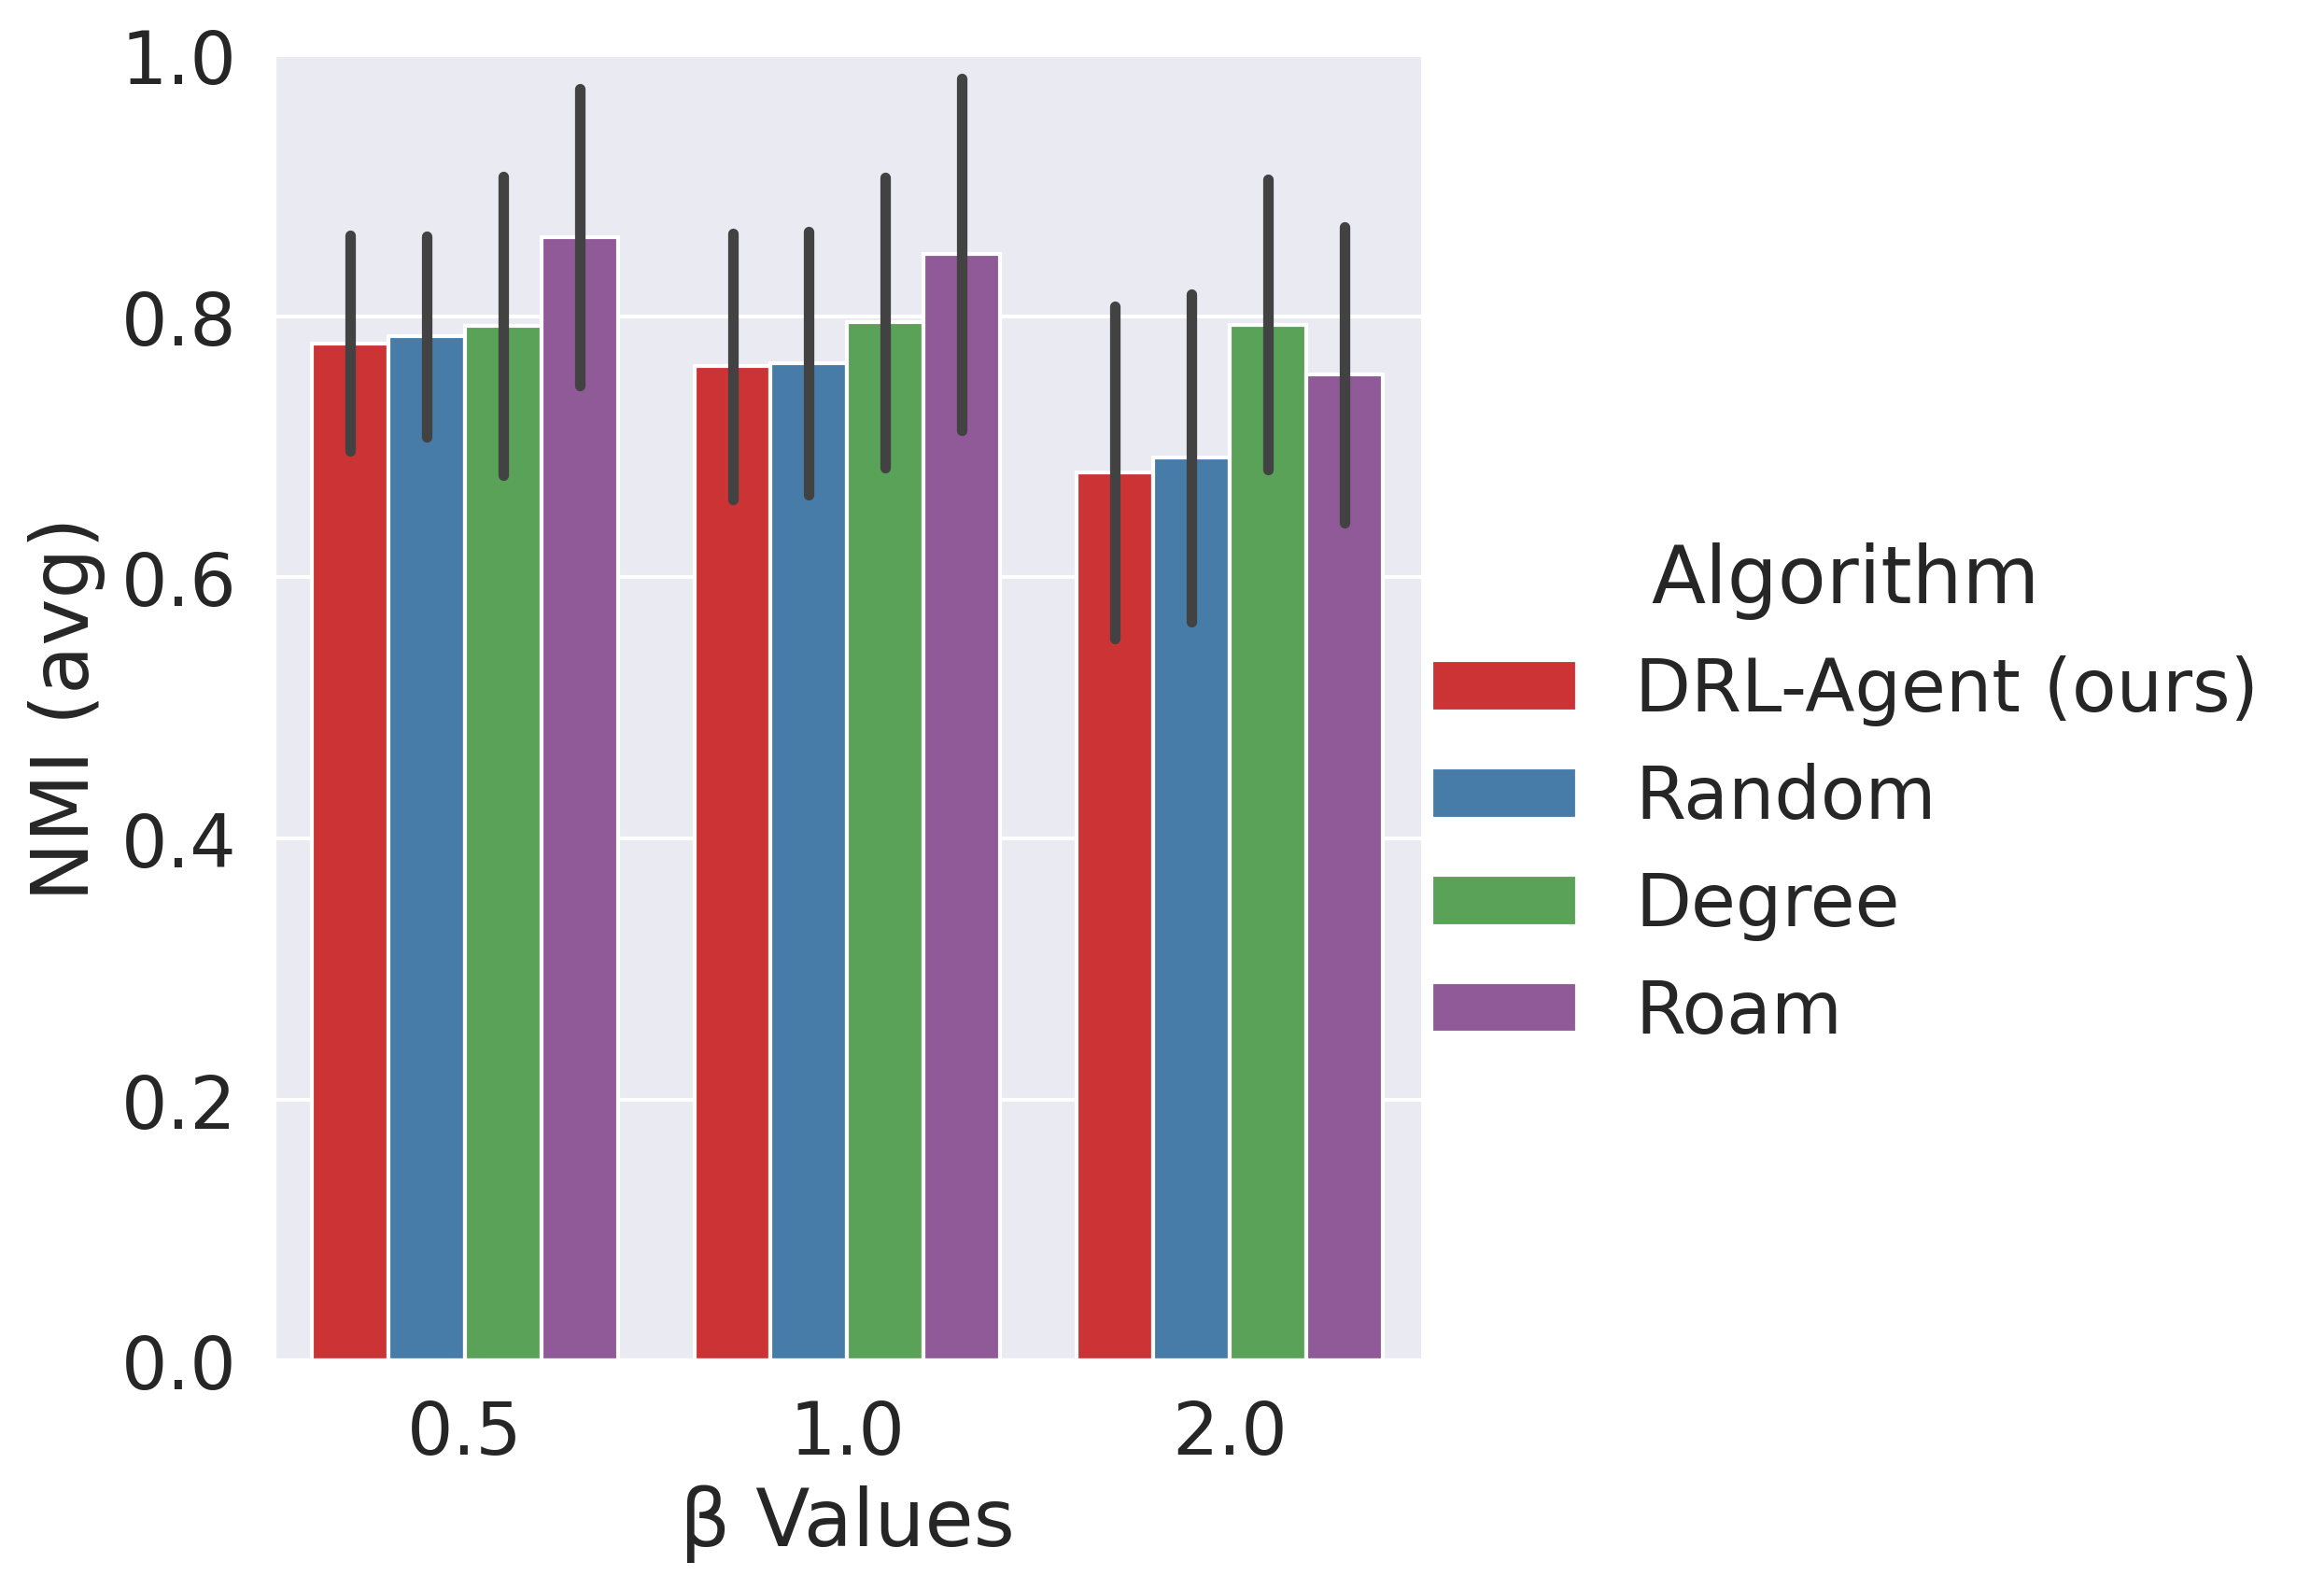 1.0
0.8
0.6
0.4
0.2
0.0
NMI (avg)
0.5
1.0
2.0
β Values
Algorithm
DRL-Agent (ours)
Random
Degree
Roam